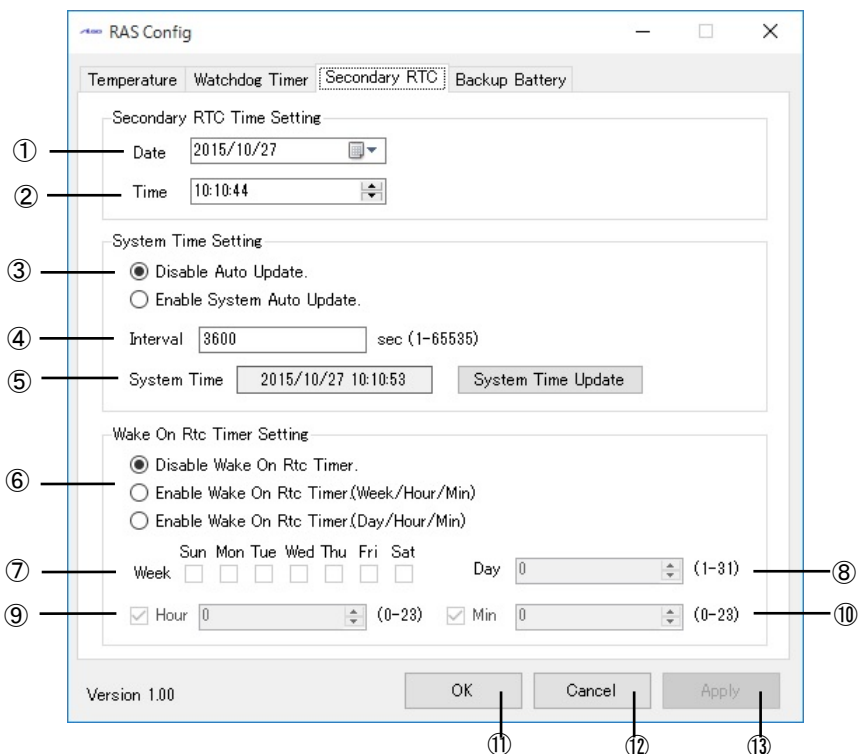 RAS Config
Temperature Watchdog Timer Secondary RTC Backup Battery
Secondary RTC Time Setting
① Date 2015/10/27
② Time 10:10:44
System Time Setting
③ Disable Auto Update.
Enable System Auto Update.
④ Interval 3600 sec (1-65535)
⑤ System Time 2015/10/27 10:10:53 System Time Update
Wake On Rtc Timer Setting
Disable Wake On Rtc Timer.
⑥ Enable Wake On Rtc Timer.(Week/Hour/Min)
Enable Wake On Rtc Timer.(Day/Hour/Min)
Sun Mon Tue Wed Thu Fri Sat
⑦ Week Day 0 (1-31) ⑧
⑨ Hour 0 (0-23) Min 0 (0-23) ⑩
Version 1.00 OK Cancel Apply
⑪ ⑫ ⑬